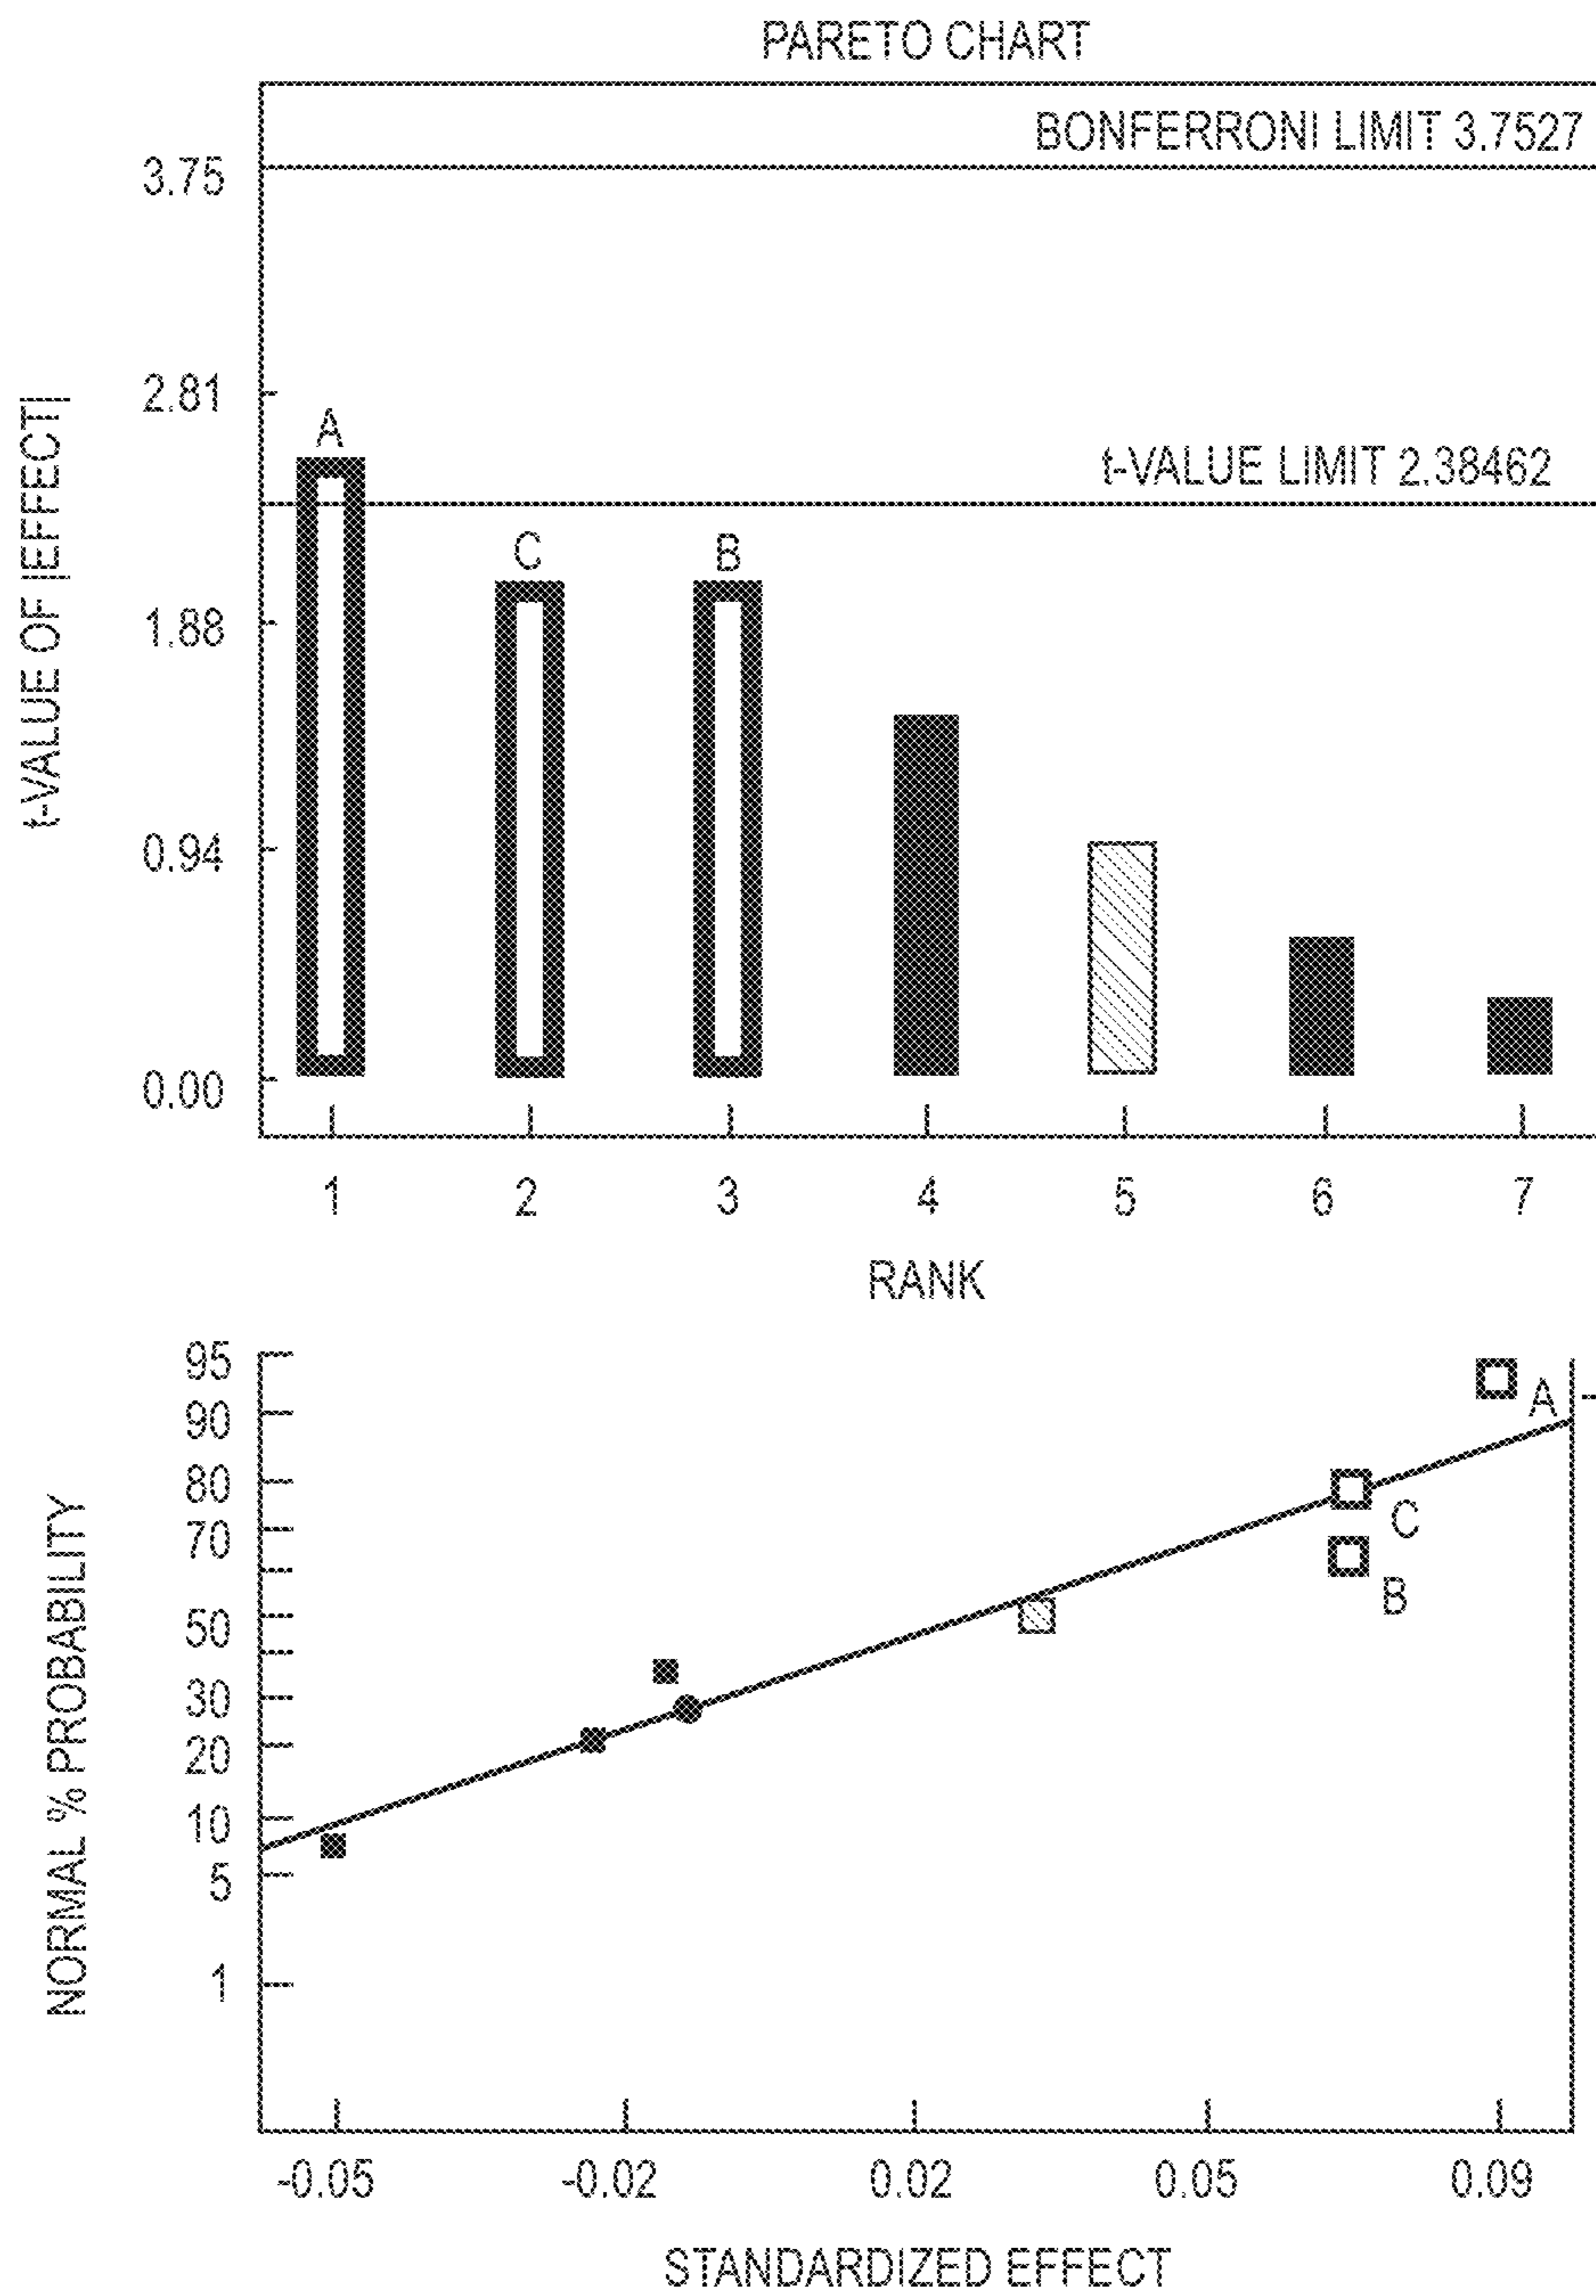 PARETO CHART
BONFERRONI LIMIT 3.7527
3.75
2.81
A
t-VALUE LIMIT 2.38462
C
B
1.88
0.94
0.00
t-VALUE OF |EFFECT|
1 2 3 4 5 6 7
RANK
95
A
90
80
C
70
B
50
30
20
10
5
1
NORMAL % PROBABILITY
-0.05 -0.02 0.02 0.05 0.09
STANDARDIZED EFFECT